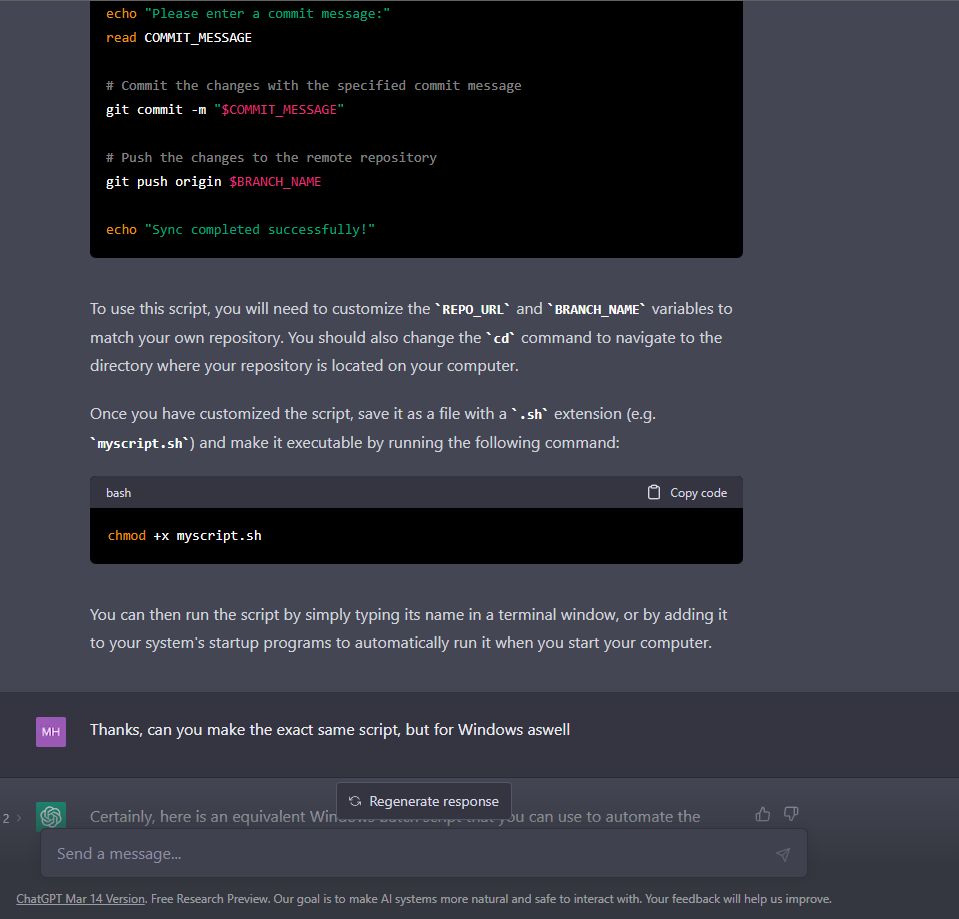 echo "Please enter a commit message:"
read COMMIT_MESSAGE
# Commit the changes with the specified commit message
git commit -m "$COMMIT_MESSAGE"
# Push the changes to the remote repository
git push origin $BRANCH_NAME
echo "Sync completed successfully!"
To use this script, you will need to customize the `REPO_URL` and `BRANCH_NAME` variables to
match your own repository. You should also change the `cd` command to navigate to the
directory where your repository is located on your computer.
Once you have customized the script, save it as a file with a `.sh` extension (e.g.
`myscript.sh`) and make it executable by running the following command:
bash Copy code
chmod +x myscript.sh
You can then run the script by simply typing its name in a terminal window, or by adding it
to your system's startup programs to automatically run it when you start your computer.
MH Thanks, can you make the exact same script, but for Windows aswell
Regenerate response
2 > Certainly, here is an equivalent Windows batch script that you can use to automate the
Send a message...
ChatGPT Mar 14 Version. Free Research Preview. Our goal is to make AI systems more natural and safe to interact with. Your feedback will help us improve.